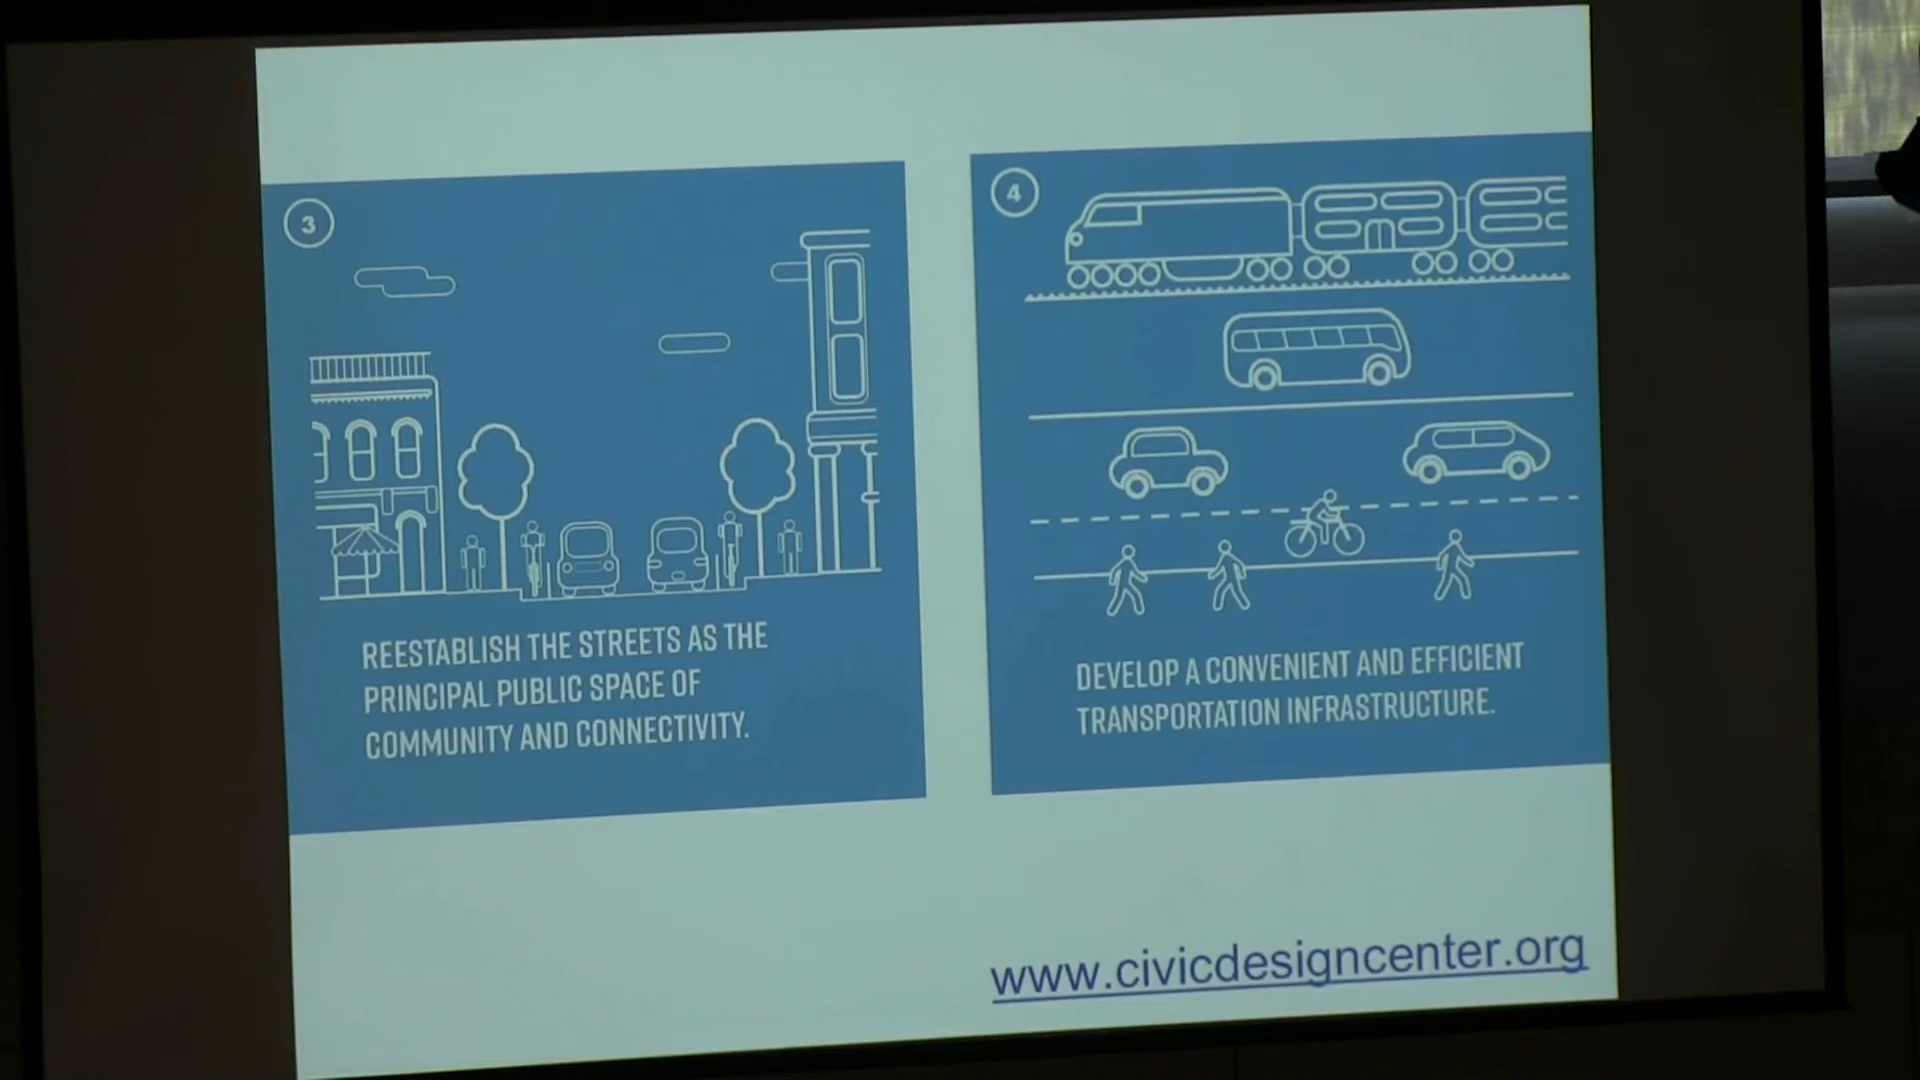 3
REESTABLISH THE STREETS AS THE
PRINCIPAL PUBLIC SPACE OF
COMMUNITY AND CONNECTIVITY.
4
DEVELOP A CONVENIENT AND EFFICIENT
TRANSPORTATION INFRASTRUCTURE.
www.civicdesigncenter.org